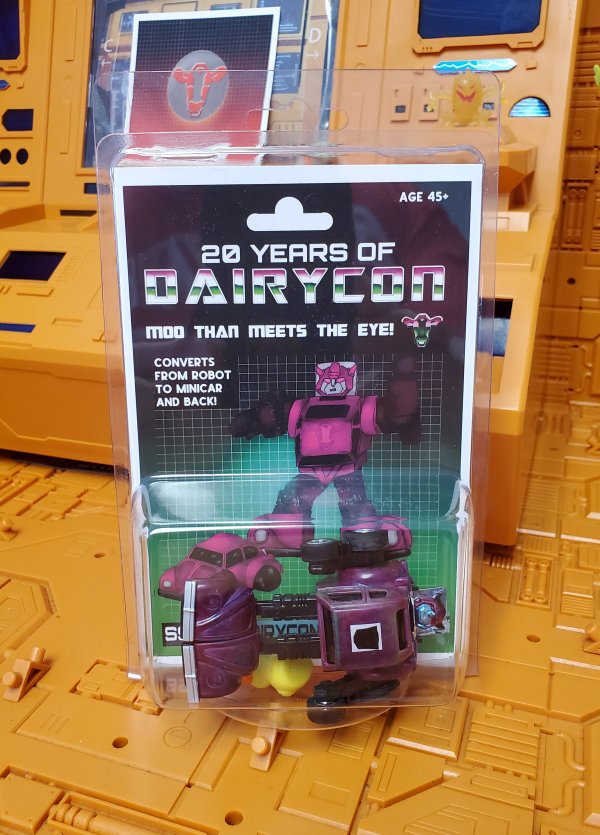 C
D
AGE 45+
20 YEARS OF
DAIRYCON
MOO THAN MEETS THE EYE!
CONVERTS
FROM ROBOT
TO MINICAR
AND BACK!